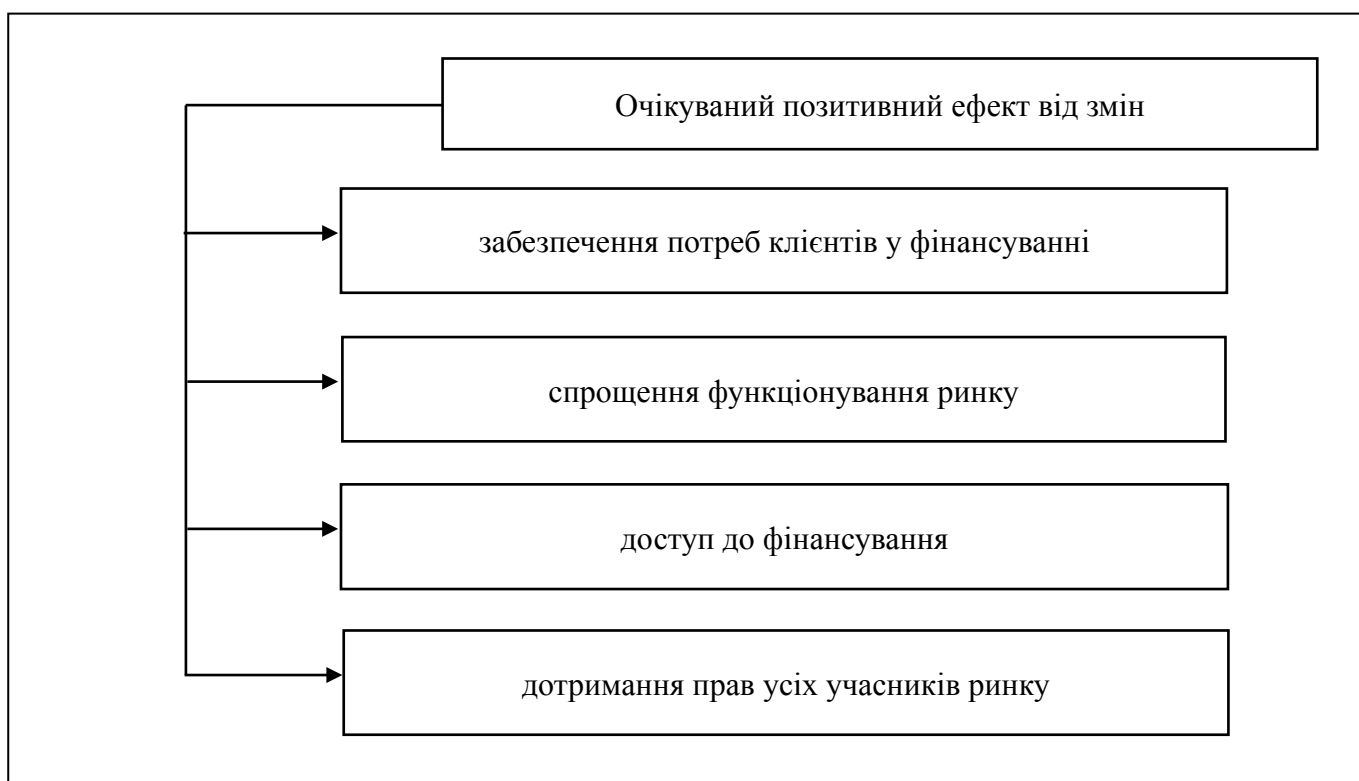 Очікуваний позитивний ефект від змін
забезпечення потреб клієнтів у фінансуванні
спрощення функціонування ринку
доступ до фінансування
дотримання прав усіх учасників ринку